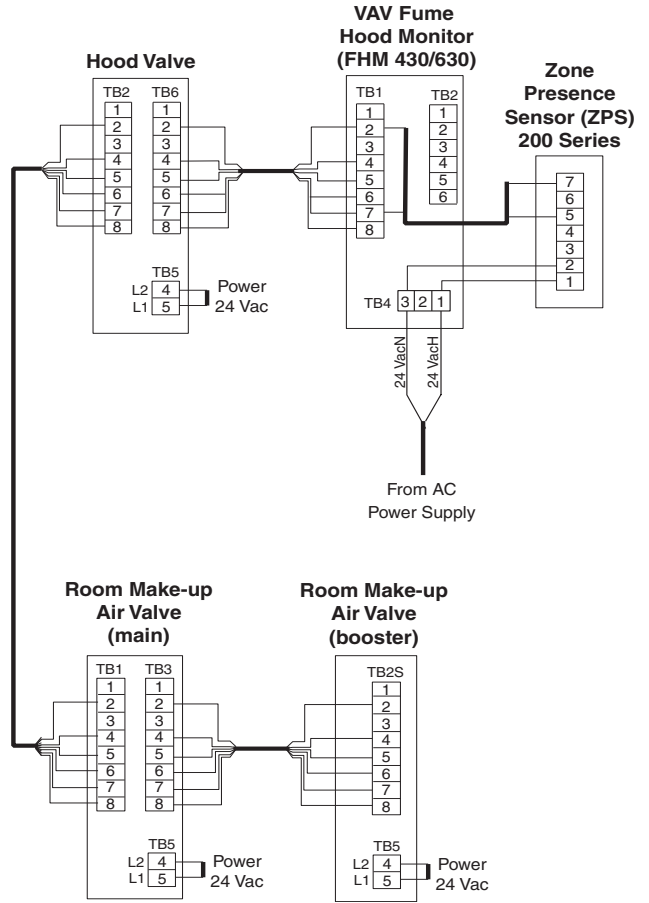 VAV Fume
Hood Monitor
(FHM 430/630)
Hood Valve
Zone
Presence
Sensor (ZPS)
200 Series
TB2 TB6
1 1
2 2
3 3
4 4
5 5
6 6
7 7
8 8
TB5
L2 4 Power
L1 5 24 Vac
TB1 TB2
1 1
2 2
3 3
4 4
5 5
6 6
7
8
TB4 3 2 1
7
6
5
4
3
2
1
24 VacN
24 VacH
From AC
Power Supply
Room Make-up
Air Valve
(main)
TB1 TB3
1 1
2 2
3 3
4 4
5 5
6 6
7 7
8 8
TB5
L2 4 Power
L1 5 24 Vac
Room Make-up
Air Valve
(booster)
TB2S
1
2
3
4
5
6
7
8
TB5
L2 4 Power
L1 5 24 Vac